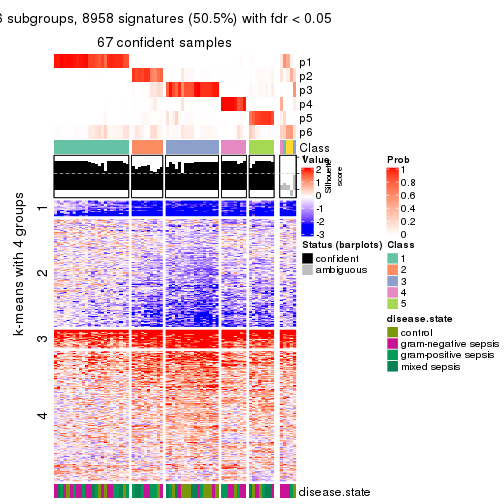 6 subgroups, 8958 signatures (50.5%) with fdr < 0.05
67 confident samples
p1
p2
p3
p4
p5
p6
Class
Silhouette score
k-means with 4 groups
1
2
3
4
Value
2
1
0
-1
-2
-3
Status (barplots)
confident
ambiguous
Prob
1
0.8
0.6
0.4
0.2
0
Class
1
2
3
4
5
disease.state
control
gram-negative sepsis
gram-positive sepsis
mixed sepsis
disease.state